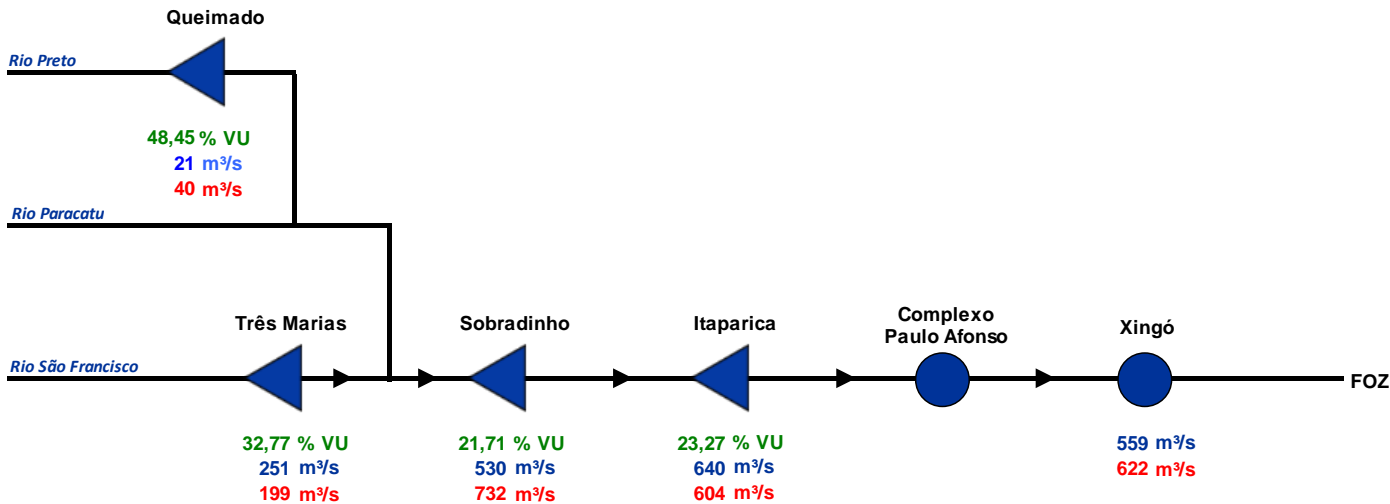 Queimado
Rio Preto
48,45 % VU
21 m³/s
40 m³/s
Rio Paracatu
Três Marias
Sobradinho
Itaparica
Complexo
Paulo Afonso
Xingó
Rio São Francisco
FOZ
32,77 % VU
251 m³/s
199 m³/s
21,71 % VU
530 m³/s
732 m³/s
23,27 % VU
640 m³/s
604 m³/s
559 m³/s
622 m³/s